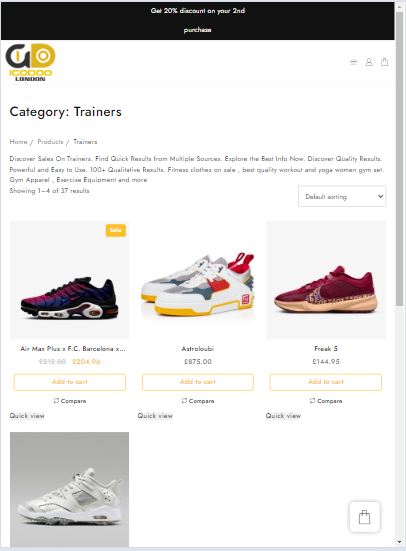 Get 20% discount on your 2nd
purchase
GD
IOGOOO
LONDON
Category: Trainers
Home / Products / Trainers
Discover Sales On Trainers. Find Quick Results from Multiple Sources. Explore the Best Info Now. Discover Quality Results.
Powerful and Easy to Use. 100+ Qualitative Results. Fitness clothes on sale , best quality workout and yoga women gym set.
Gym Apparel , Exercise Equipment and more
Showing 1–4 of 37 results
Default sorting
Sale
Air Max Plus x F.C. Barcelona x...
£212.00 £204.96
Add to cart
Compare
Quick view
Astroloubi
£875.00
Add to cart
Compare
Quick view
Freak 5
£144.95
Add to cart
Compare
Quick view